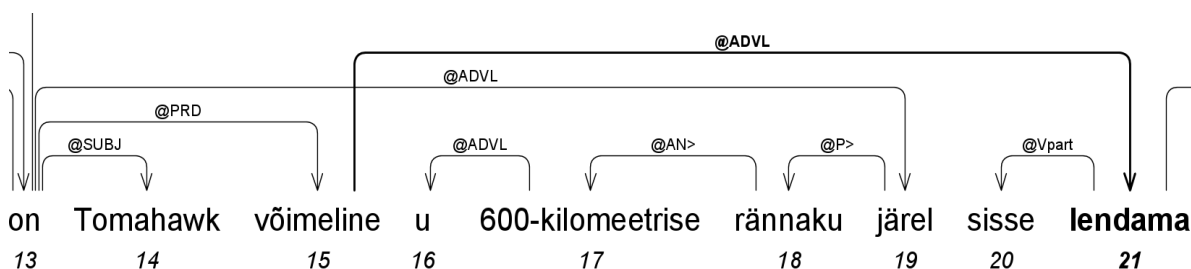 @ADVL
@ADVL
@PRD
@SUBJ @ADVL @AN> @P> @Vpart
on Tomahawk võimeline u 600-kilomeetrise rännaku järel sisse lendama
13 14 15 16 17 18 19 20 21